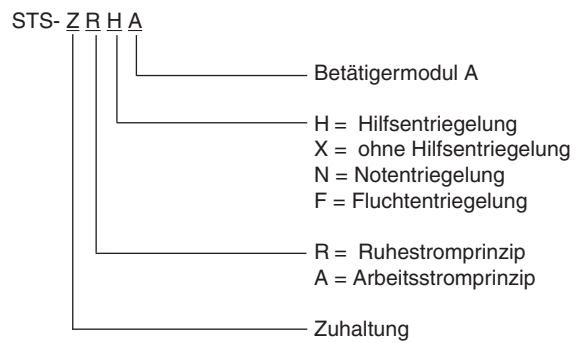 STS- Z R H A
Betätigermodul A
H = Hilfsentriegelung
X = ohne Hilfsentriegelung
N = Notentriegelung
F = Fluchtentriegelung
R = Ruhestromprinzip
A = Arbeitsstromprinzip
Zuhaltung